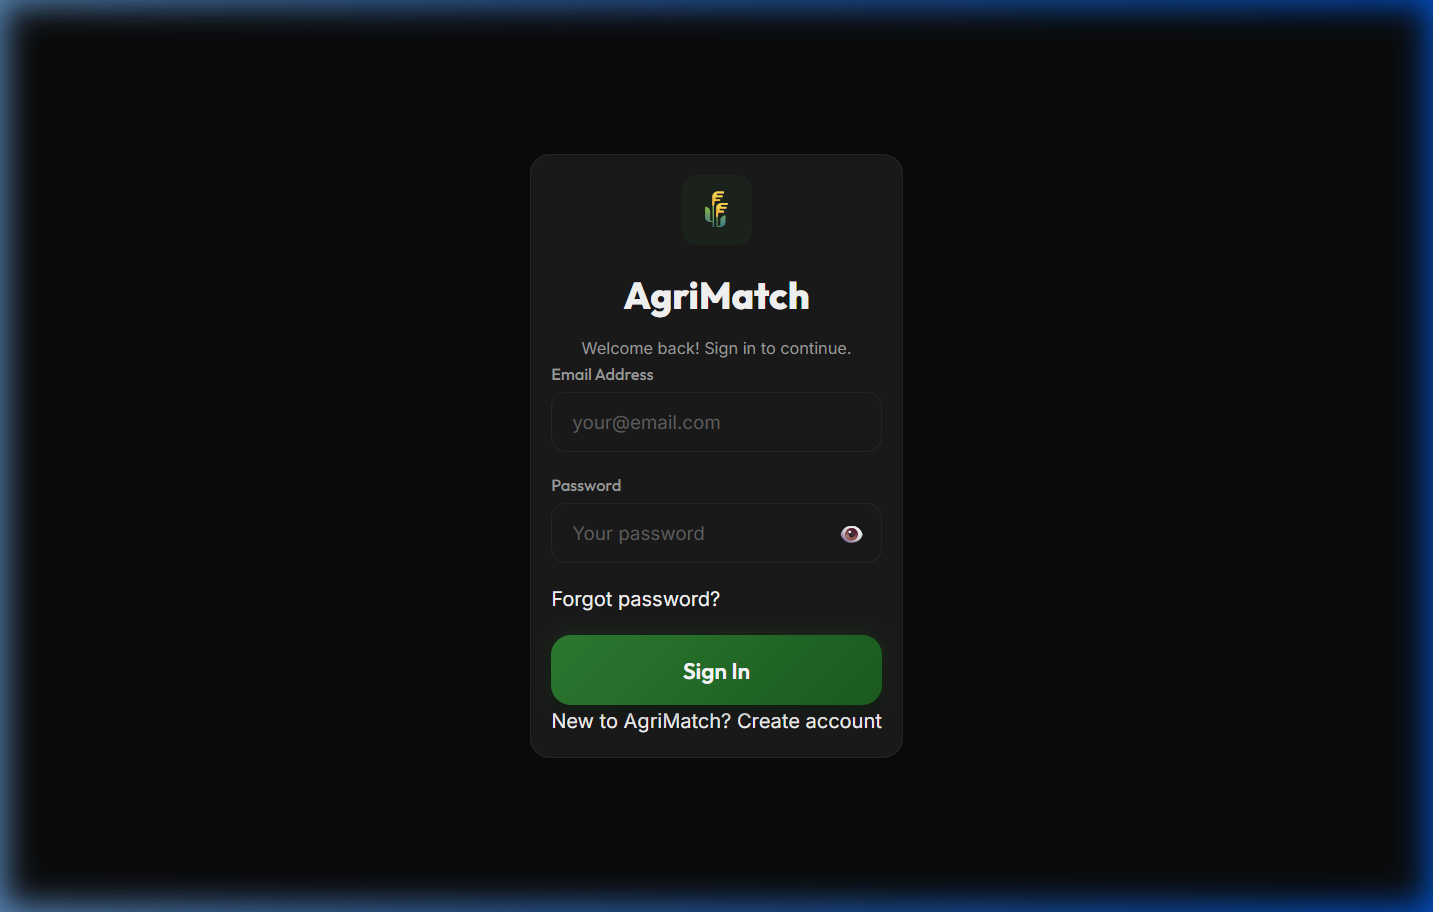 AgriMatch
Welcome back! Sign in to continue.
Email Address
your@email.com
Password
Your password
Forgot password?
Sign In
New to AgriMatch? Create account